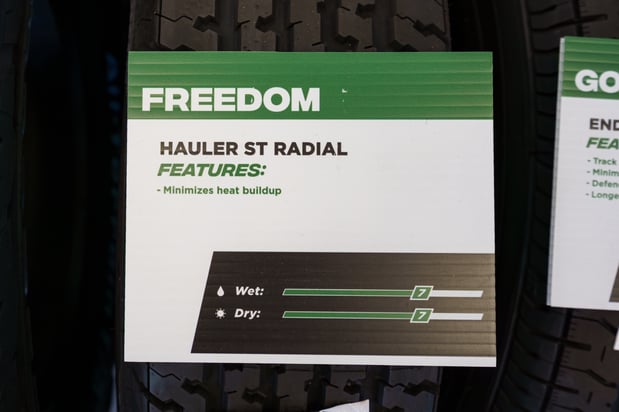 FREEDOM
HAULER ST RADIAL
FEATURES:
- Minimizes heat buildup
Wet: 7
Dry: 7
GO
END
FEA
- Track
- Minim
- Defen
- Longe